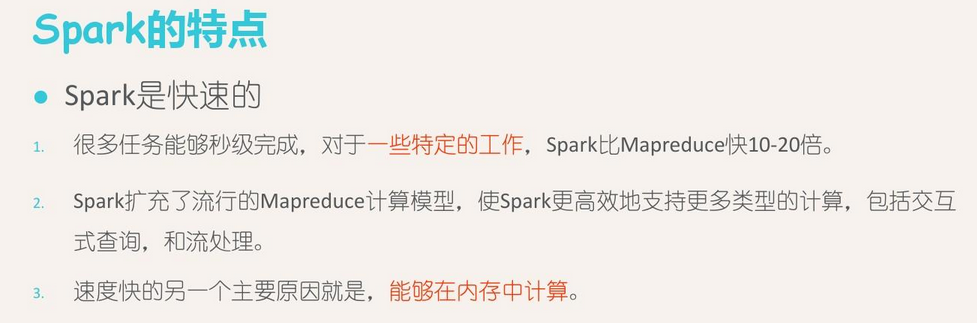 Spark的特点
● Spark是快速的
1. 很多任务能够秒级完成，对于一些特定的工作，Spark比Mapreduce快10-20倍。
2. Spark扩充了流行的Mapreduce计算模型，使Spark更高效地支持更多类型的计算，包括交互
式查询，和流处理。
3. 速度快的另一个主要原因就是，能够在内存中计算。